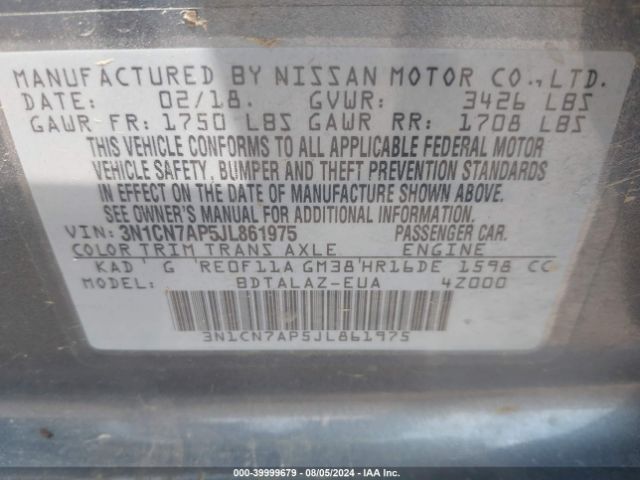 MANUFACTURED BY NISSAN MOTOR CO., LTD.
DATE: 02/18. GVWR: 3426 LBS
GAWR FR: 1750 LBS GAWR RR: 1708 LBS
THIS VEHICLE CONFORMS TO ALL APPLICABLE FEDERAL MOTOR
VEHICLE SAFETY, BUMPER AND THEFT PREVENTION STANDARDS
IN EFFECT ON THE DATE OF MANUFACTURE SHOWN ABOVE.
SEE OWNER'S MANUAL FOR ADDITIONAL INFORMATION.
VIN: 3N1CN7AP5JL861975 PASSENGER CAR.
COLOR TRIM TRANS AXLE ENGINE
KAD' G 'RE0F11A GM38'HR16DE 1598 CC
MODEL: BDTALAZ-EUA 4Z000
3N1CN7AP5JL861975
000-39999679 — 08/05/2024 — IAAI.COM